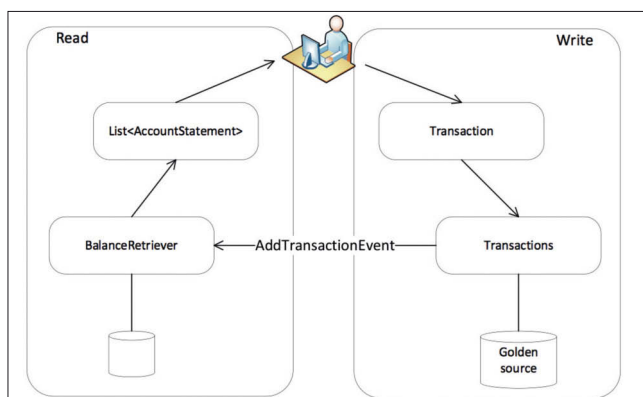 Read
Write
List<AccountStatement>
Transaction
BalanceRetriever
AddTransactionEvent
Transactions
Golden
source